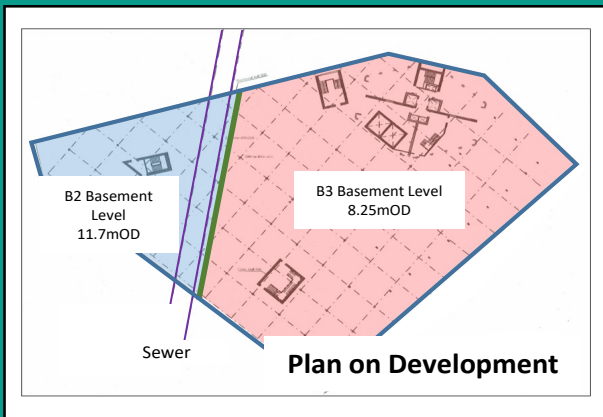 B2 Basement
Level
11.7mOD
B3 Basement Level
8.25mOD
Sewer
Plan on Development